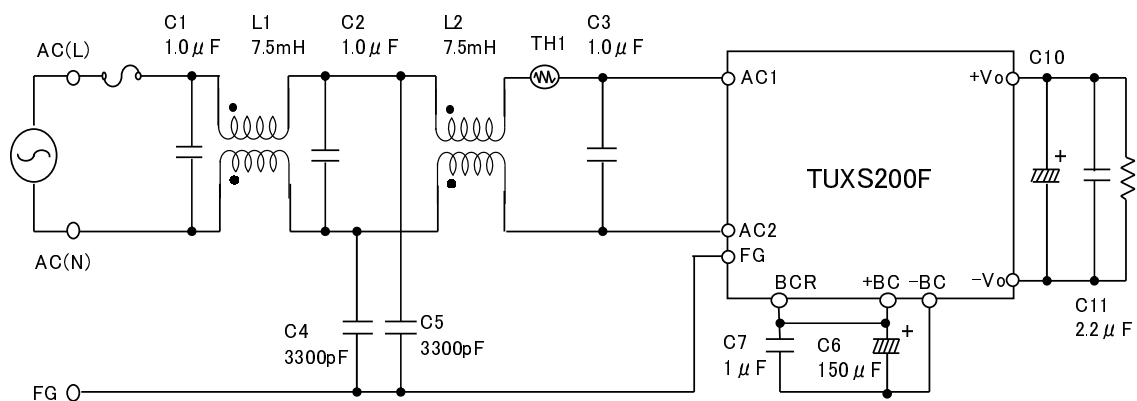 C1
1.0μF
L1
7.5mH
C2
1.0μF
L2
7.5mH
TH1
C3
1.0μF
AC(L)
AC(N)
AC1
AC2
FG
TUXS200F
+Vo
-Vo
BCR
+BC
-BC
C10
+
C11
2.2μF
C4
3300pF
C5
3300pF
C7
1μF
C6
150μF
+
FG